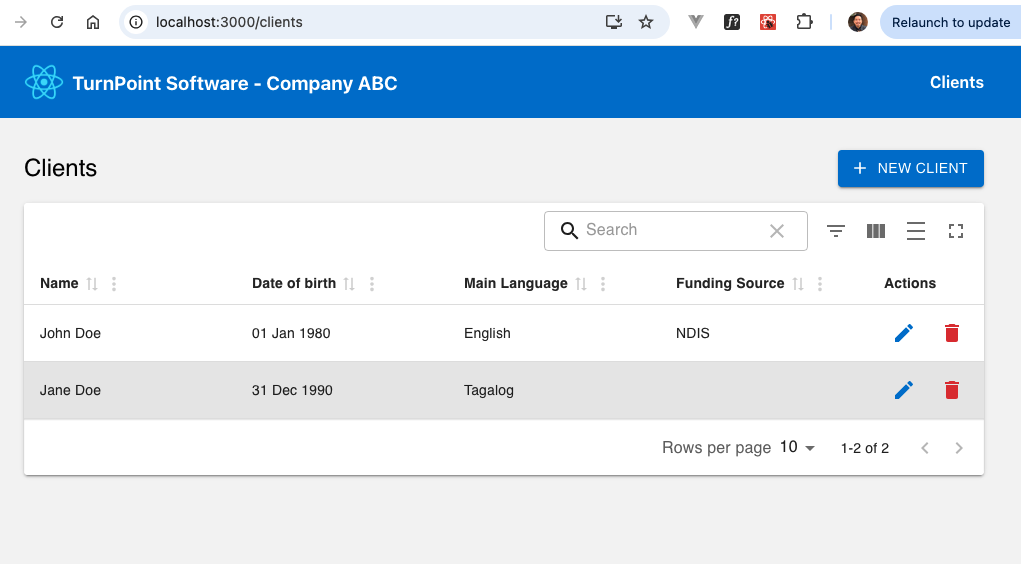 localhost:3000/clients
f?
Relaunch to update
TurnPoint Software - Company ABC
Clients
Clients
+ NEW CLIENT
Search
Name
Date of birth
Main Language
Funding Source
Actions
John Doe
01 Jan 1980
English
NDIS
Jane Doe
31 Dec 1990
Tagalog
Rows per page 10
1-2 of 2